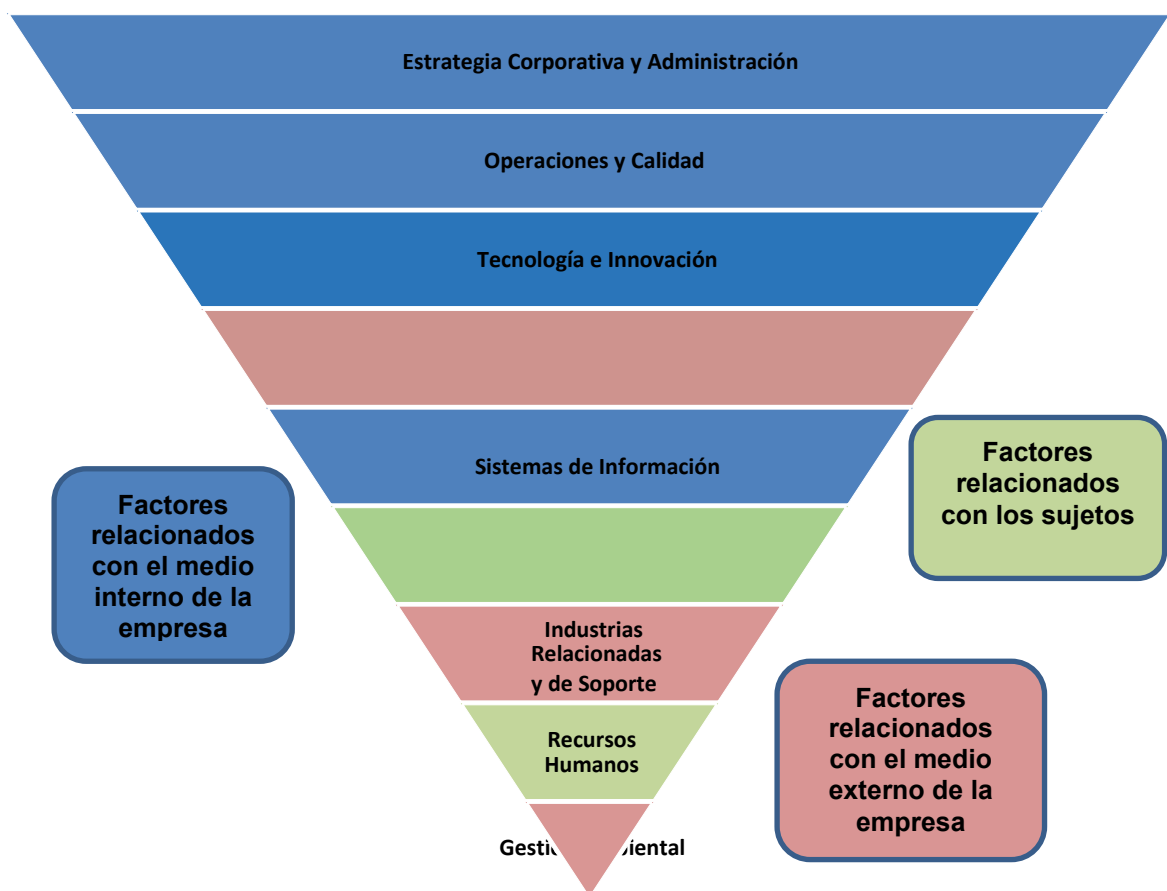 Estrategia Corporativa y Administración
Operaciones y Calidad
Tecnología e Innovación
Sistemas de Información
Factores
relacionados
con los sujetos
Factores
relacionados
con el medio
interno de la
empresa
Industrias
Relacionadas
y de Soporte
Factores
relacionados
con el medio
externo de la
empresa
Recursos
Humanos